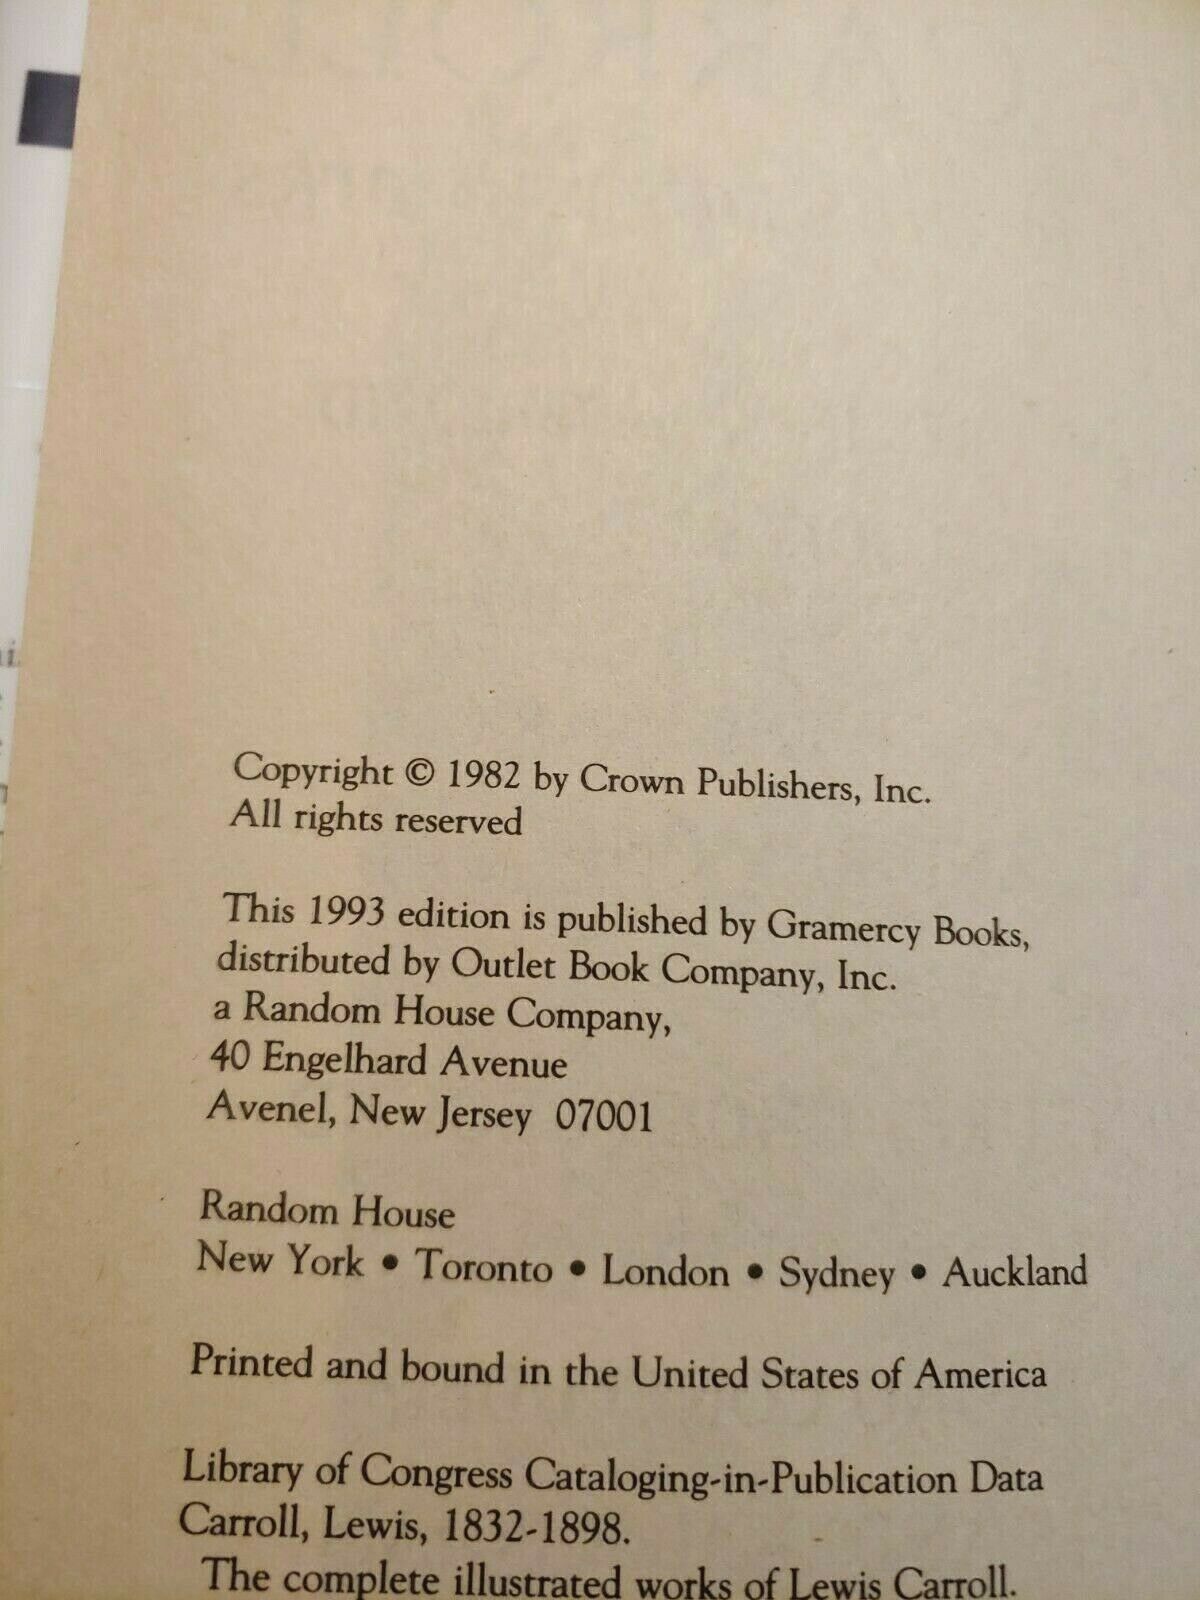 Copyright © 1982 by Crown Publishers, Inc.
All rights reserved
This 1993 edition is published by Gramercy Books,
distributed by Outlet Book Company, Inc.
a Random House Company,
40 Engelhard Avenue
Avenel, New Jersey 07001
Random House
New York • Toronto • London • Sydney • Auckland
Printed and bound in the United States of America
Library of Congress Cataloging-in-Publication Data
Carroll, Lewis, 1832-1898.
The complete illustrated works of Lewis Carroll.